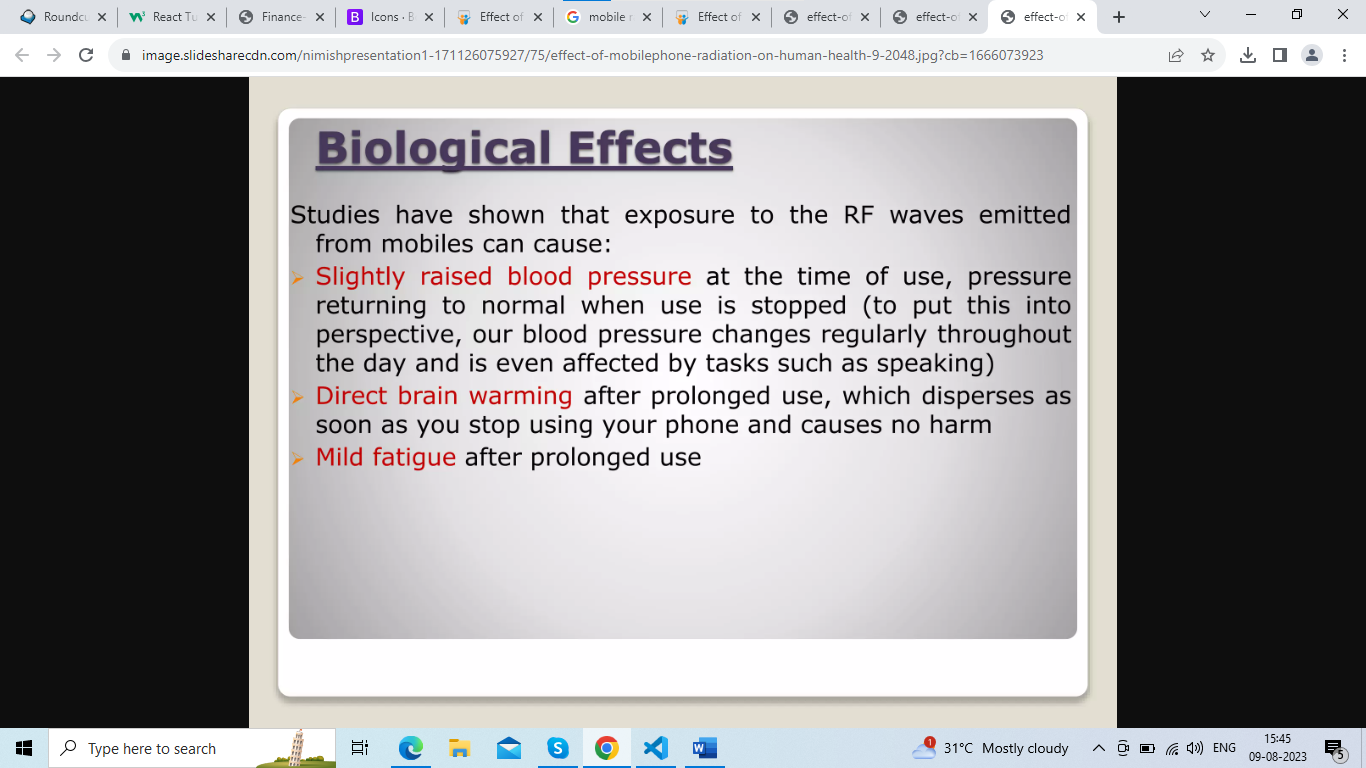 Roundcu
React Tu
Finance-
Icons · B
Effect of
mobile r
Effect of
effect-of
effect-of
effect-of
image.slidesharecdn.com/nimishpresentation1-171126075927/75/effect-of-mobilephone-radiation-on-human-health-9-2048.jpg?cb=1666073923
Biological Effects
Studies have shown that exposure to the RF waves emitted
from mobiles can cause:
Slightly raised blood pressure at the time of use, pressure
returning to normal when use is stopped (to put this into
perspective, our blood pressure changes regularly throughout
the day and is even affected by tasks such as speaking)
Direct brain warming after prolonged use, which disperses as
soon as you stop using your phone and causes no harm
Mild fatigue after prolonged use
Type here to search
1
31°C Mostly cloudy
ENG
15:45
09-08-2023
5